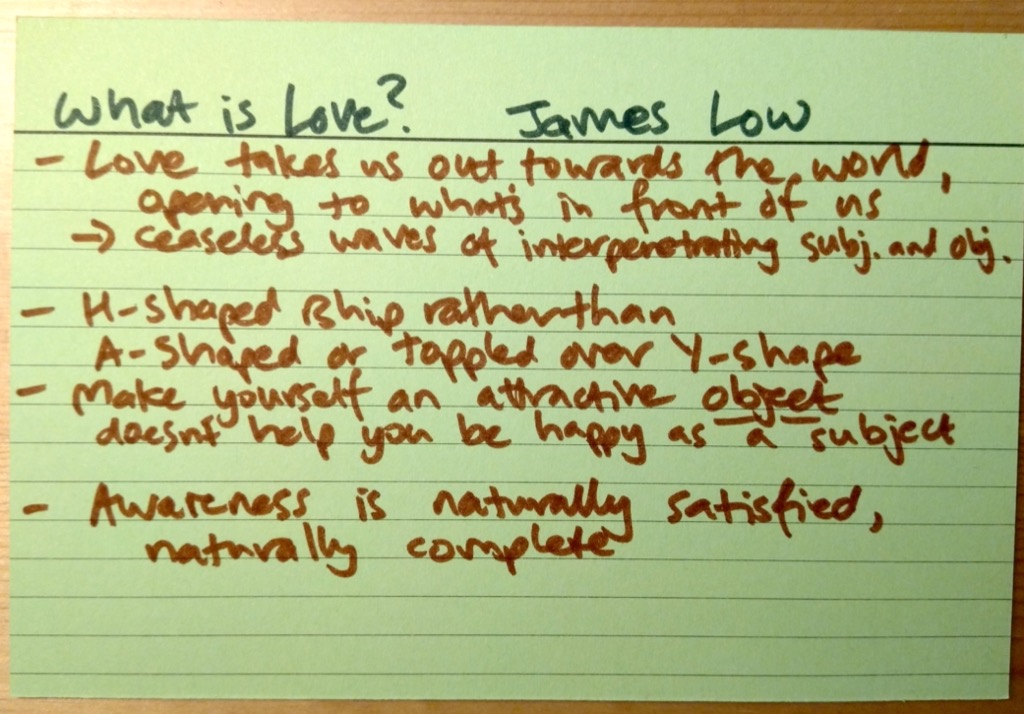 What is Love? James Low
- Love takes us out towards the world,
opening to what's in front of us
→ ceaseless waves of interpenetrating subj. and obj.
- H-shaped Rship rather than
A-shaped or toppled over Y-shape
- Make yourself an attractive object
doesn't help you be happy as a subject
- Awareness is naturally satisfied,
naturally complete